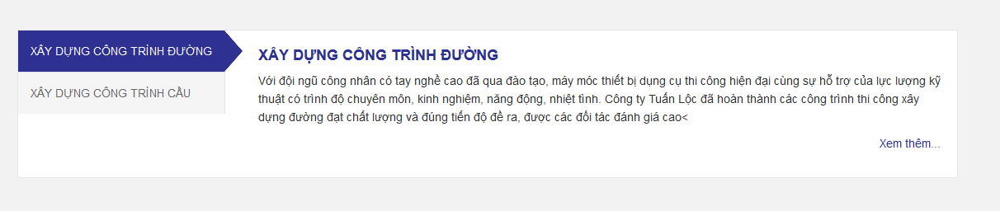 XÂY DỰNG CÔNG TRÌNH ĐƯỜNG
XÂY DỰNG CÔNG TRÌNH CẦU
XÂY DỰNG CÔNG TRÌNH ĐƯỜNG
Với đội ngũ công nhân có tay nghề cao đã qua đào tạo, máy móc thiết bị dụng cụ thi công hiện đại cùng sự hỗ trợ của lực lượng kỹ
thuật có trình độ chuyên môn, kinh nghiệm, năng động, nhiệt tình. Công ty Tuấn Lộc đã hoàn thành các công trình thi công xây
dựng đường đạt chất lượng và đúng tiến độ đề ra, được các đối tác đánh giá cao<
Xem thêm...